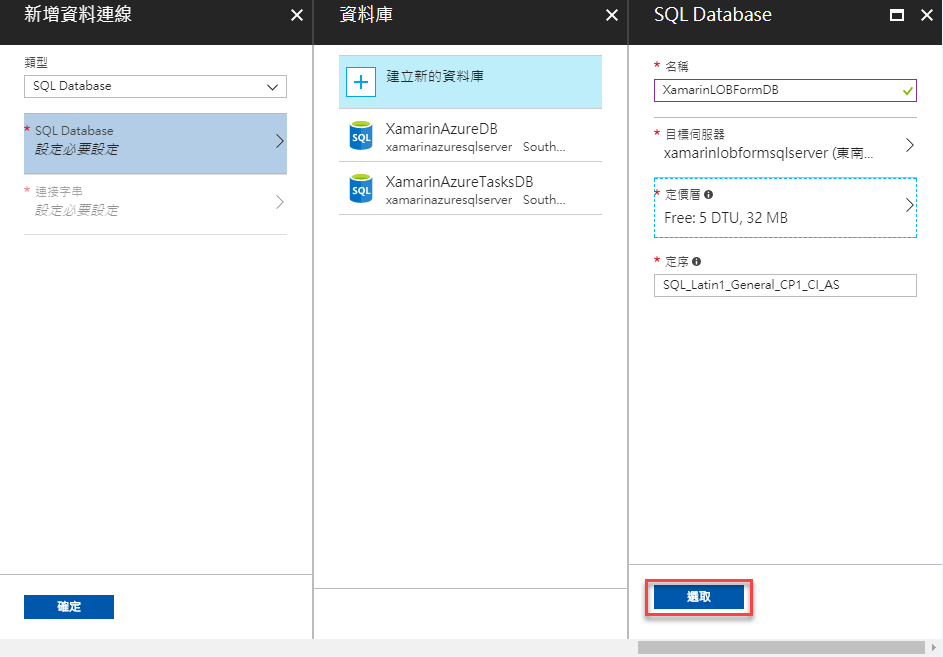 新增資料連線
類型
SQL Database
* SQL Database
設定必要設定
* 連接字串
設定必要設定
確定
資料庫
建立新的資料庫
SQL
XamarinAzureDB
xamarinazuresqlserver South...
SQL
XamarinAzureTasksDB
xamarinazuresqlserver South...
SQL Database
* 名稱
XamarinLOBFormDB
* 目標伺服器
xamarinlobformsqlserver (東南...
* 定價層
Free: 5 DTU, 32 MB
* 定序
SQL_Latin1_General_CP1_CI_AS
選取